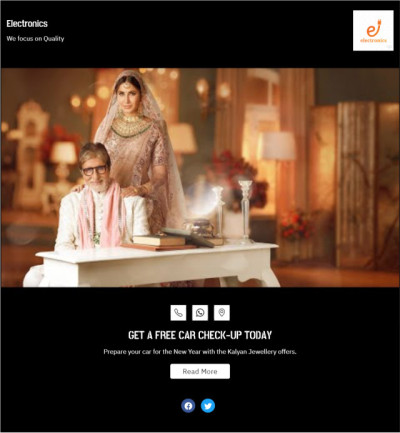 Electronics
We focus on Quality
ei
electronics
GET A FREE CAR CHECK-UP TODAY
Prepare your car for the New Year with the Kalyan Jewellery offers.
Read More